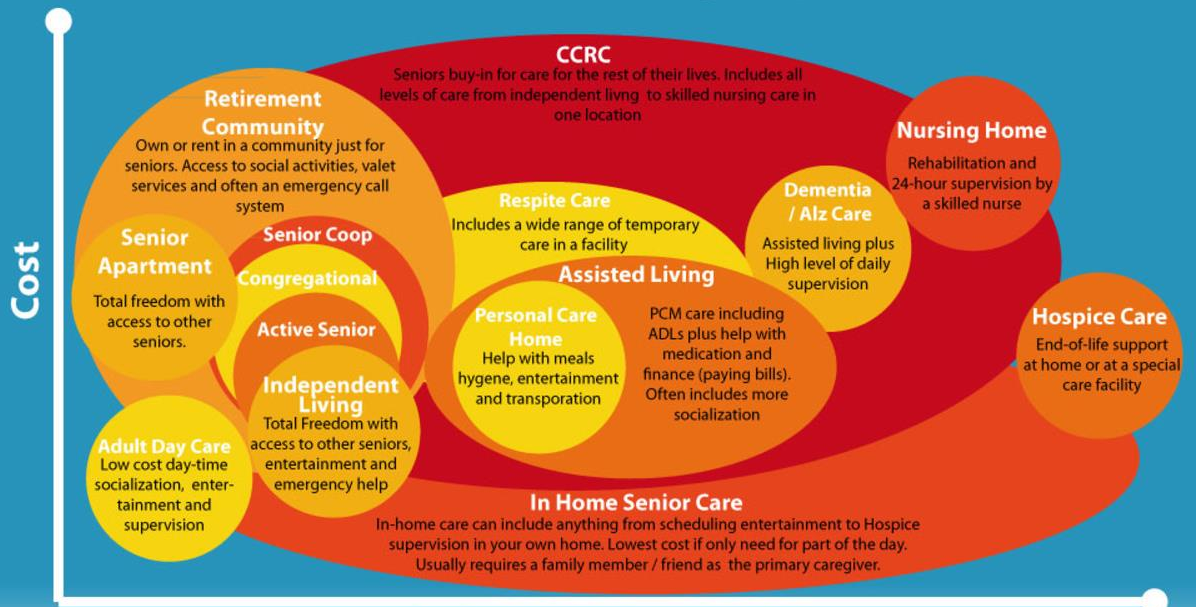 CCRC
Seniors buy-in for care for the rest of their lives. Includes all
levels of care from independent livng to skilled nursing care in
one location
Retirement
Community
Own or rent in a community just for
seniors. Access to social activities, valet
services and often an emergency call
system
Nursing Home
Rehabilitation and
24-hour supervision by
a skilled nurse
Dementia
/ Alz Care
Assisted living plus
High level of daily
supervision
Respite Care
Includes a wide range of temporary
care in a facility
Senior
Apartment
Total freedom with
access to other
seniors.
Senior Coop
Congregational
Active Senior
Independent
Living
Total Freedom with
access to other seniors,
entertainment and
emergency help
Assisted Living
PCM care including
ADLs plus help with
medication and
finance (paying bills).
Often includes more
socialization
Personal Care
Home
Help with meals
hygene, entertainment
and transporation
Hospice Care
End-of-life support
at home or at a special
care facility
Adult Day Care
Low cost day-time
socialization, enter-
tainment and
supervision
In Home Senior Care
In-home care can include anything from scheduling entertainment to Hospice
supervision in your own home. Lowest cost if only need for part of the day.
Usually requires a family member / friend as the primary caregiver.
Cost